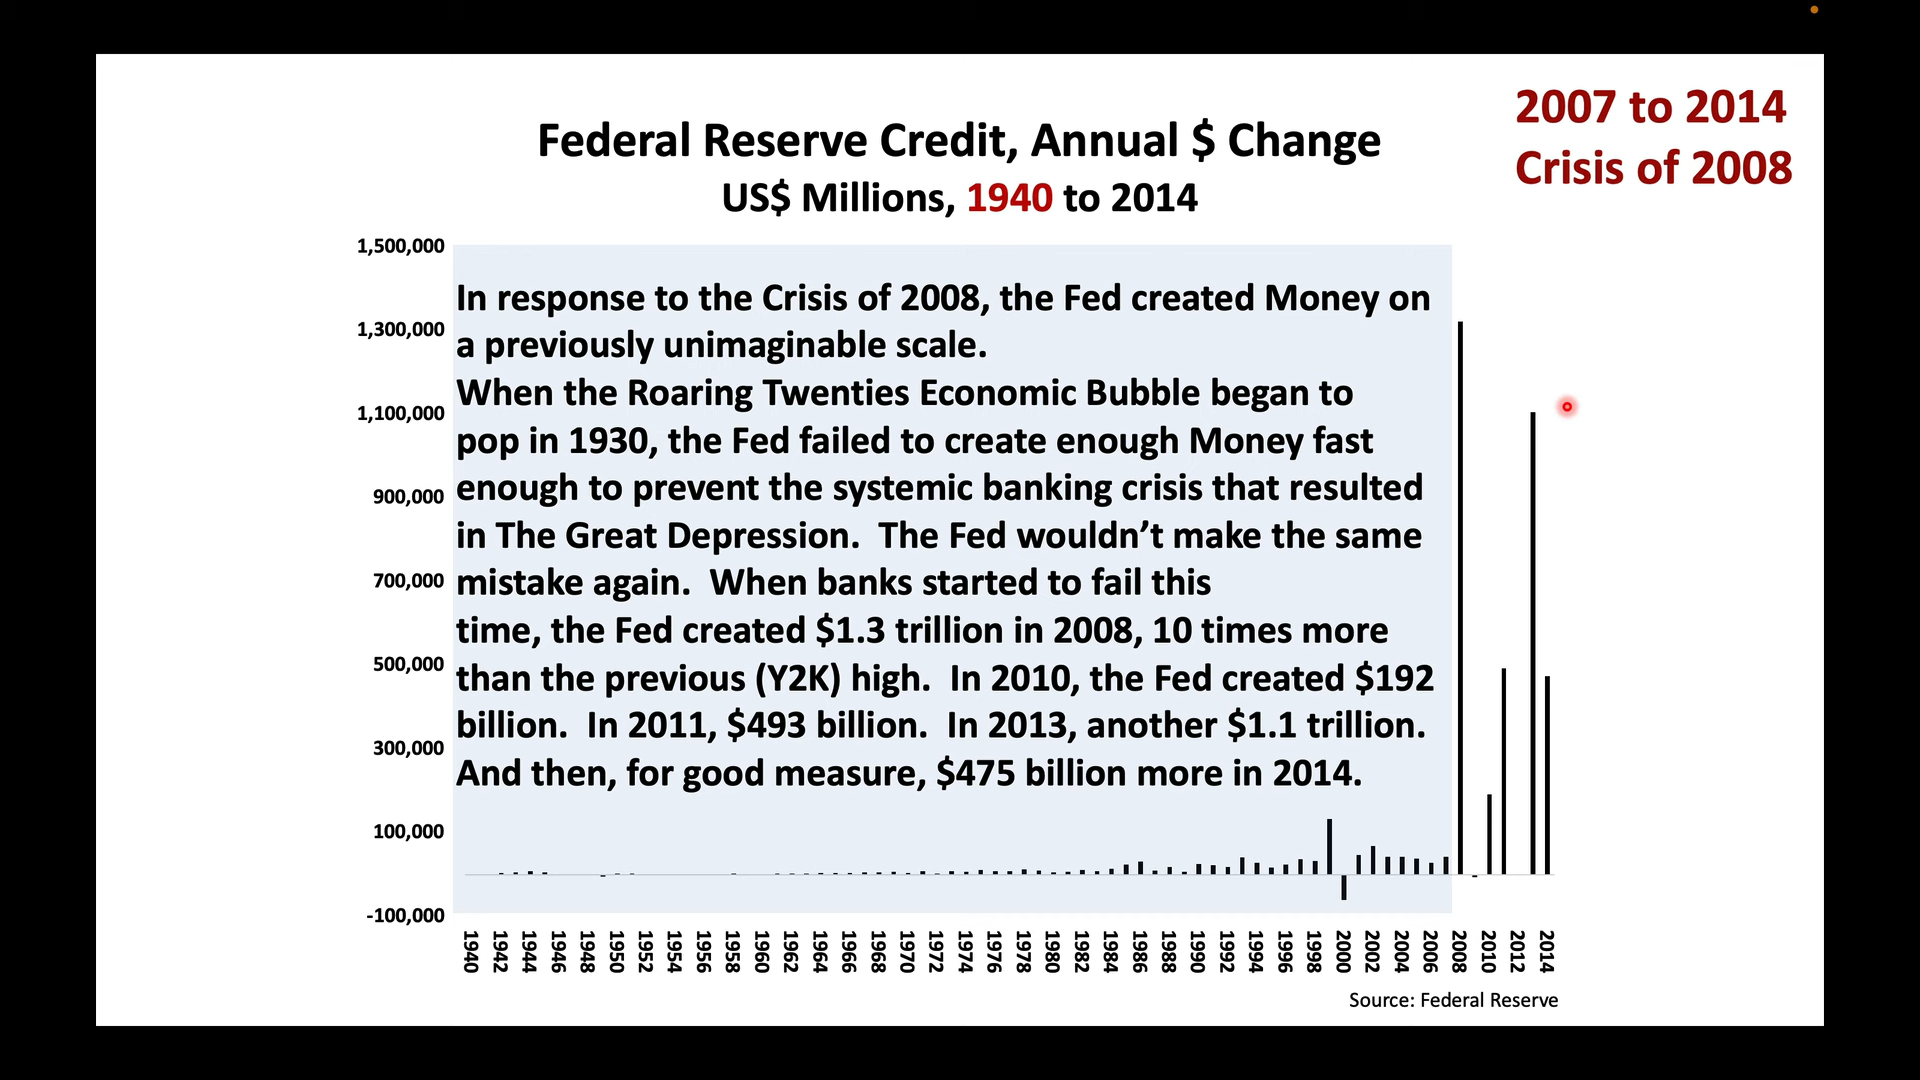 2007 to 2014
Crisis of 2008
Federal Reserve Credit, Annual $ Change
US$ Millions, 1940 to 2014
1,500,000
1,300,000
1,100,000
900,000
700,000
500,000
300,000
100,000
-100,000
In response to the Crisis of 2008, the Fed created Money on
a previously unimaginable scale.
When the Roaring Twenties Economic Bubble began to
pop in 1930, the Fed failed to create enough Money fast
enough to prevent the systemic banking crisis that resulted
in The Great Depression.  The Fed wouldn’t make the same
mistake again.  When banks started to fail this
time, the Fed created $1.3 trillion in 2008, 10 times more
than the previous (Y2K) high.  In 2010, the Fed created $192
billion.  In 2011, $493 billion.  In 2013, another $1.1 trillion.
And then, for good measure, $475 billion more in 2014.
1940 1942 1944 1946 1948 1950 1952 1954 1956 1958 1960 1962 1964 1966 1968 1970 1972 1974 1976 1978 1980 1982 1984 1986 1988 1990 1992 1994 1996 1998 2000 2002 2004 2006 2008 2010 2012 2014
Source: Federal Reserve